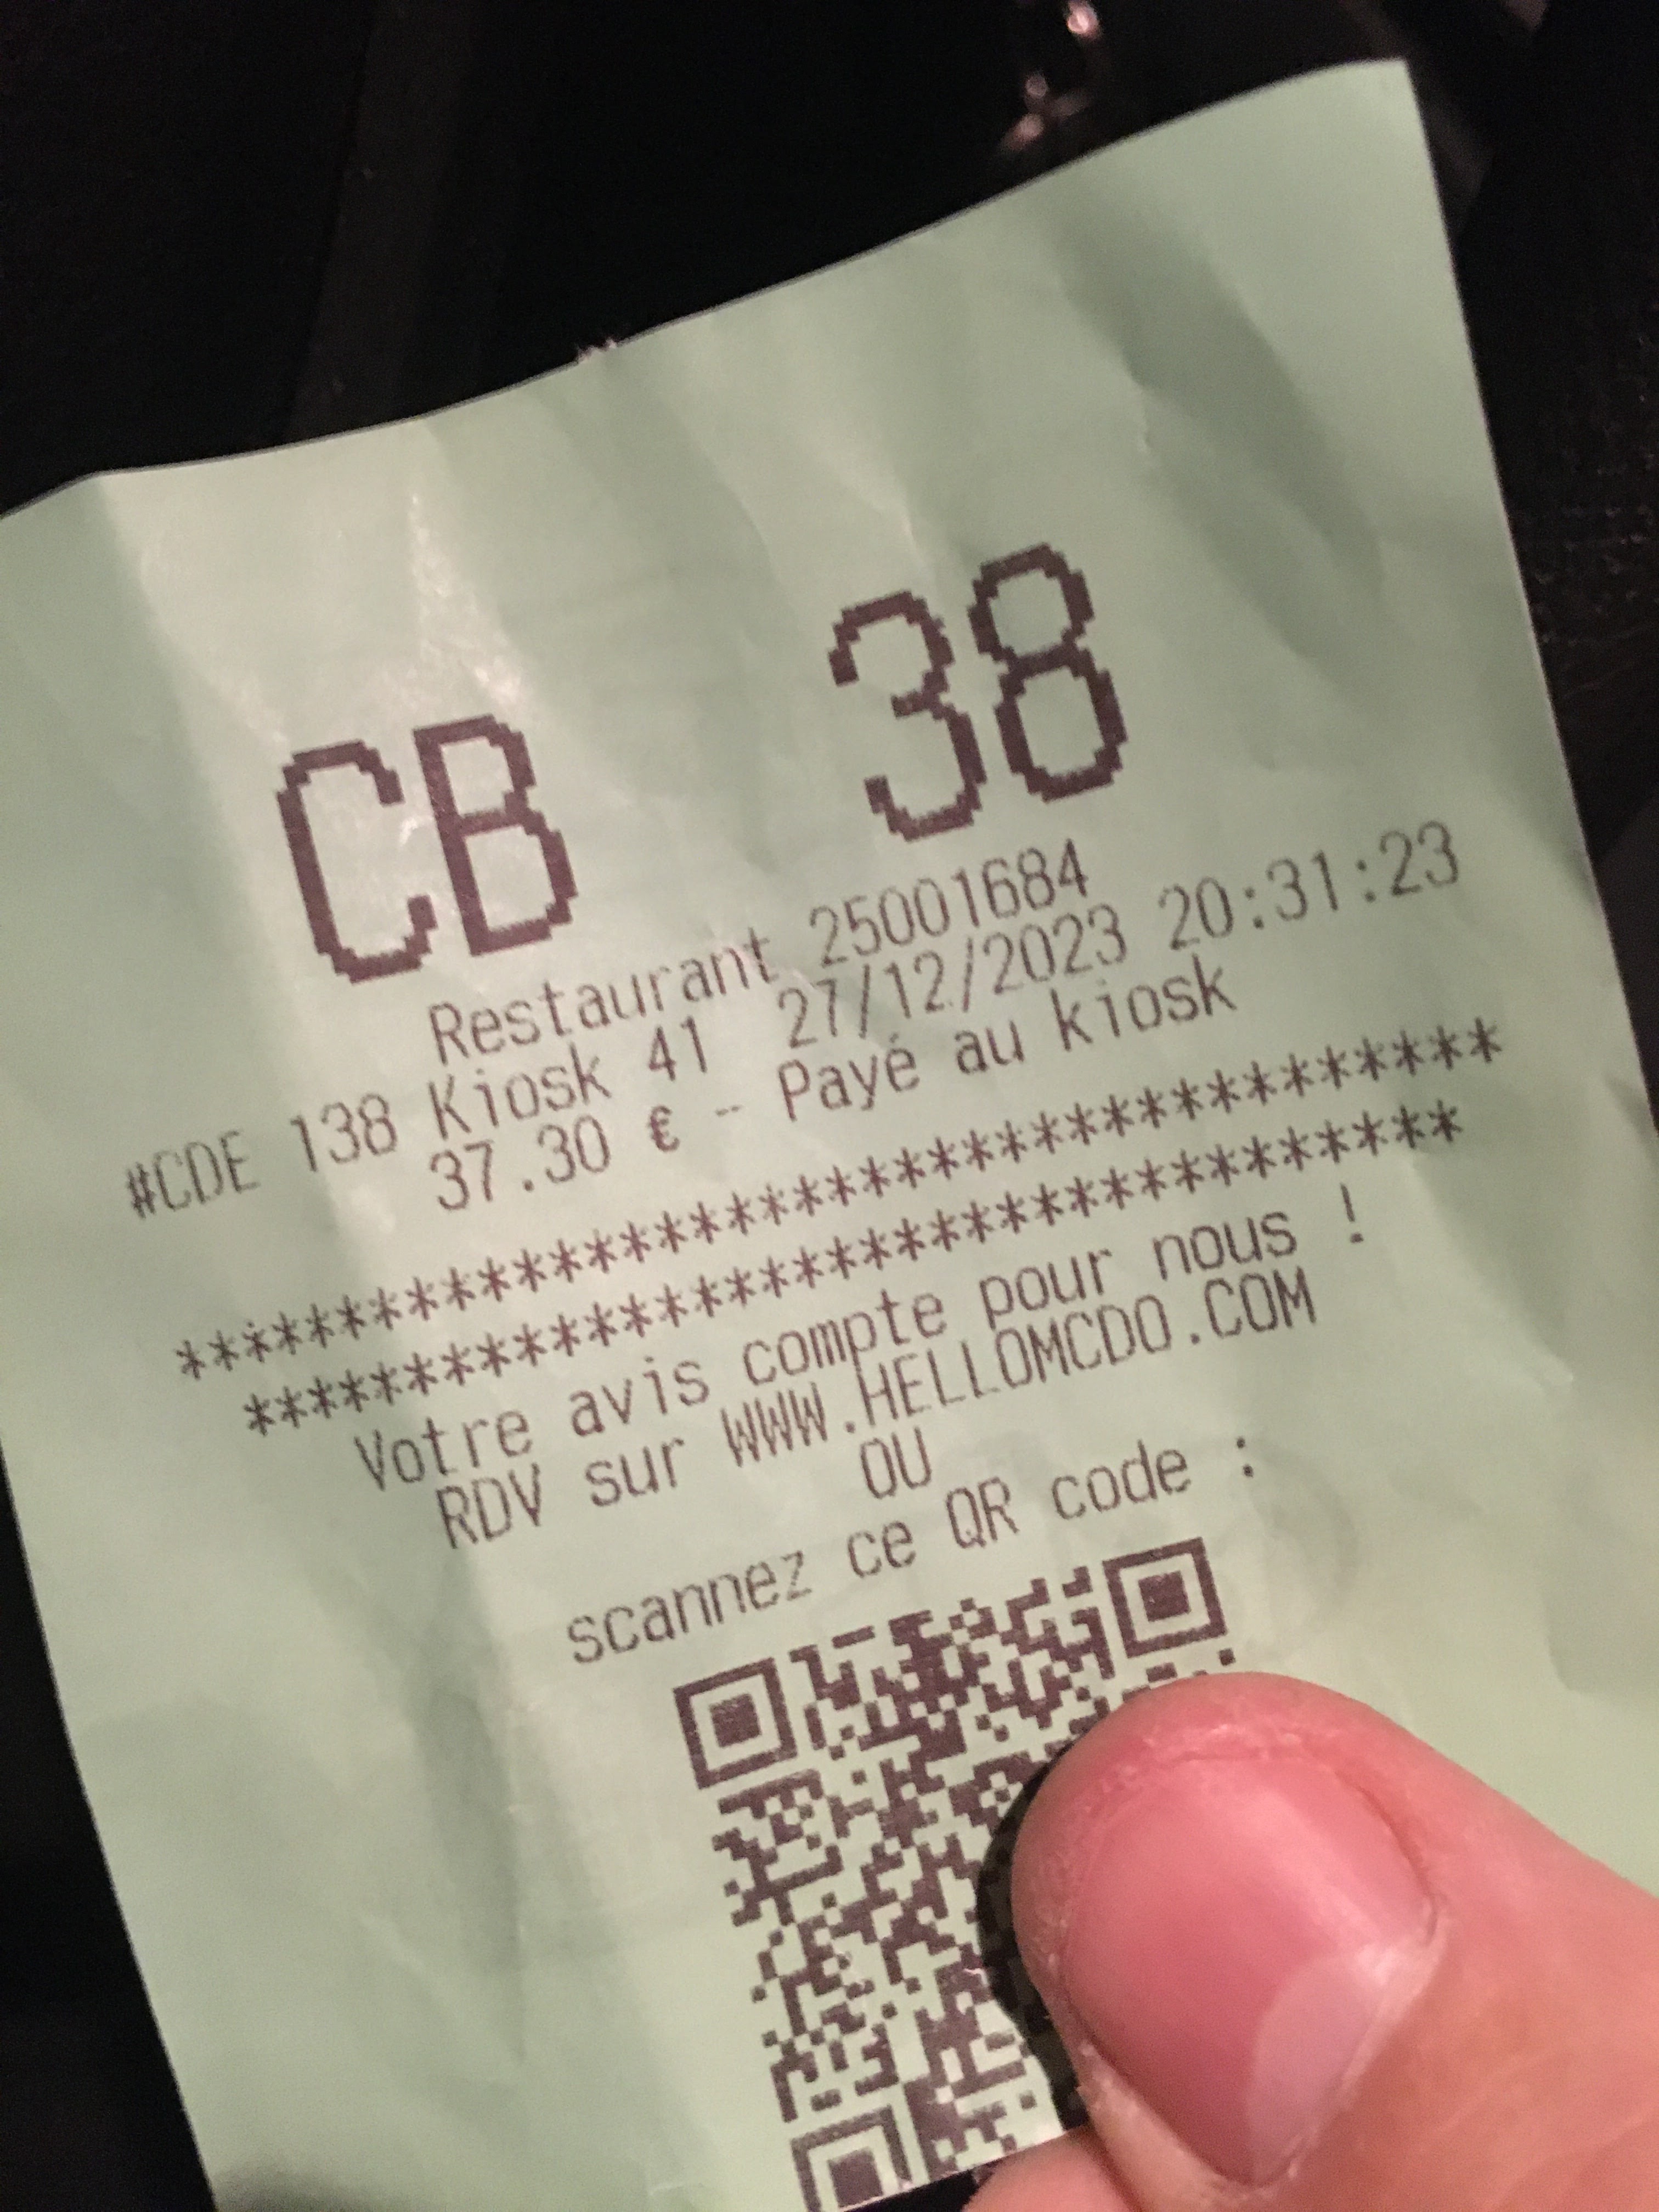 CB 38
Restaurant 25001684
#CDE 138 Kiosk 41 27/12/2023 20:31:23
37.30 € - Payé au kiosk
**************************************
***********************************
Votre avis compte pour nous !
RDV sur WWW.HELLOMCDO.COM
OU
scannez ce QR code :